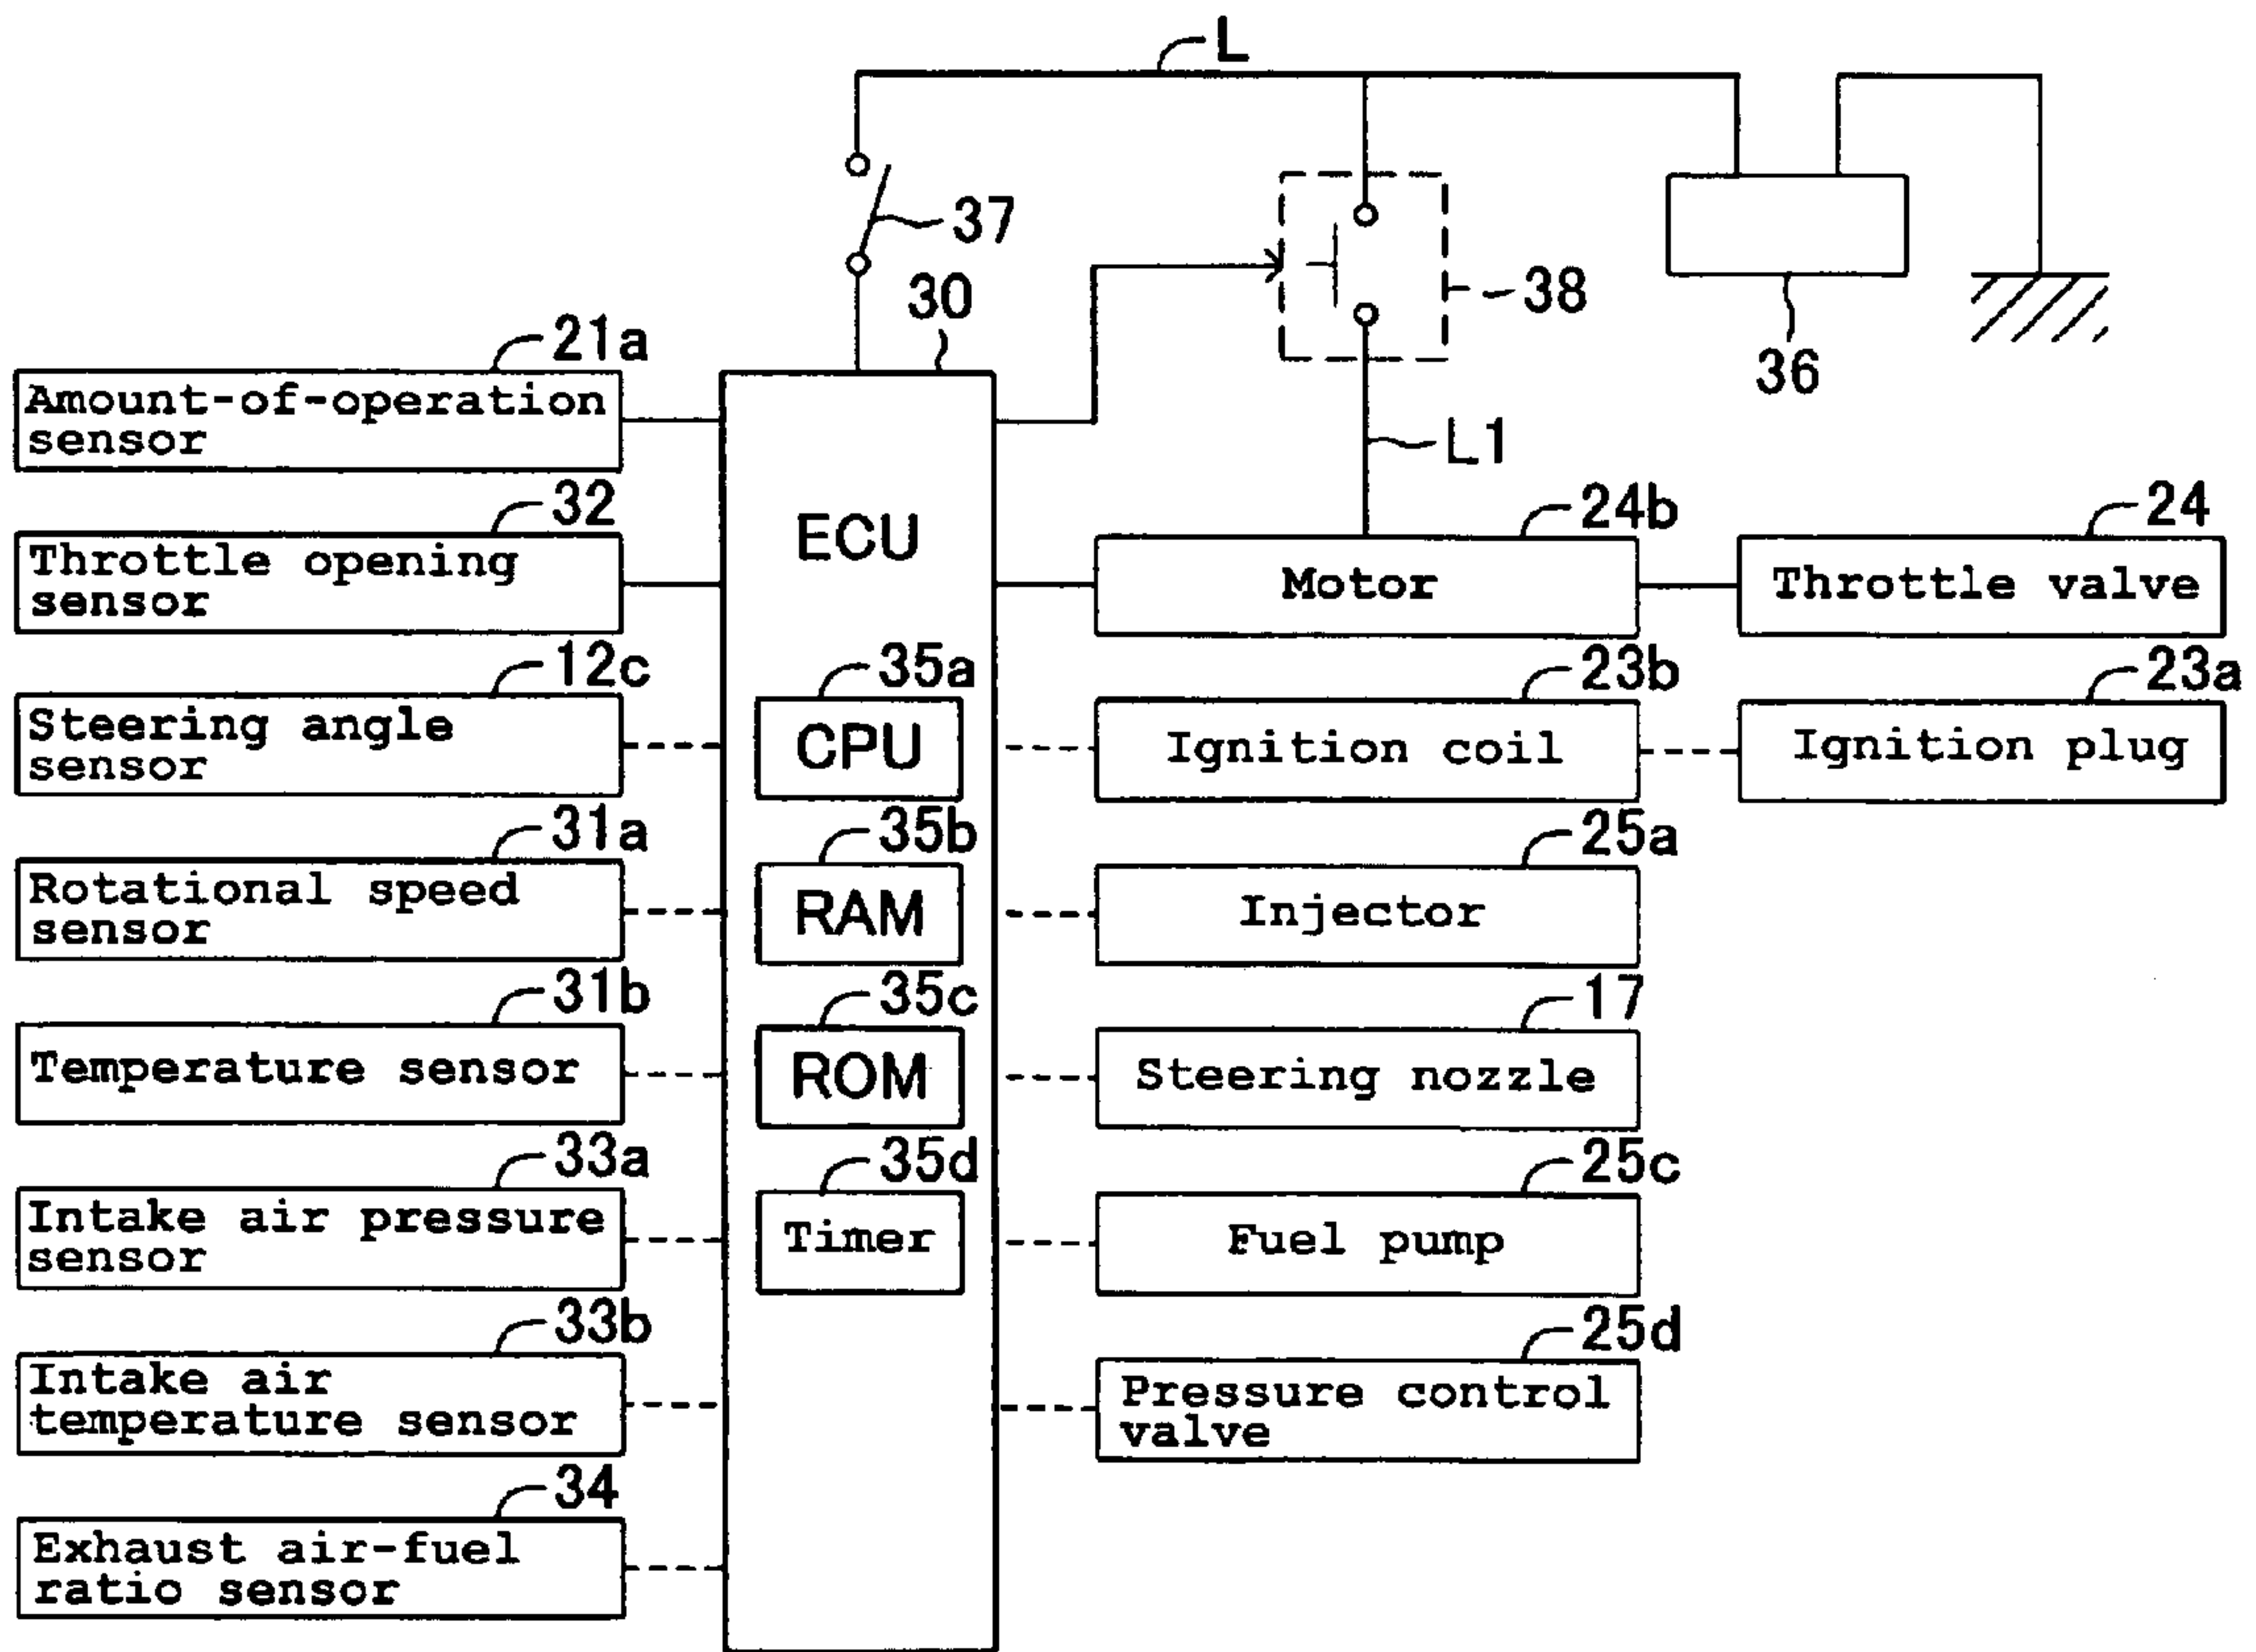 L
37
30
38
36
21a
Amount-of-operation
sensor
L1
32
Throttle opening
sensor
ECU
24b
Motor
24
Throttle valve
12c
Steering angle
sensor
35a
CPU
23b
Ignition coil
23a
Ignition plug
31a
Rotational speed
sensor
35b
RAM
25a
Injector
31b
Temperature sensor
35c
ROM
17
Steering nozzle
33a
Intake air pressure
sensor
35d
Timer
25c
Fuel pump
33b
Intake air
temperature sensor
25d
Pressure control
valve
34
Exhaust air-fuel
ratio sensor